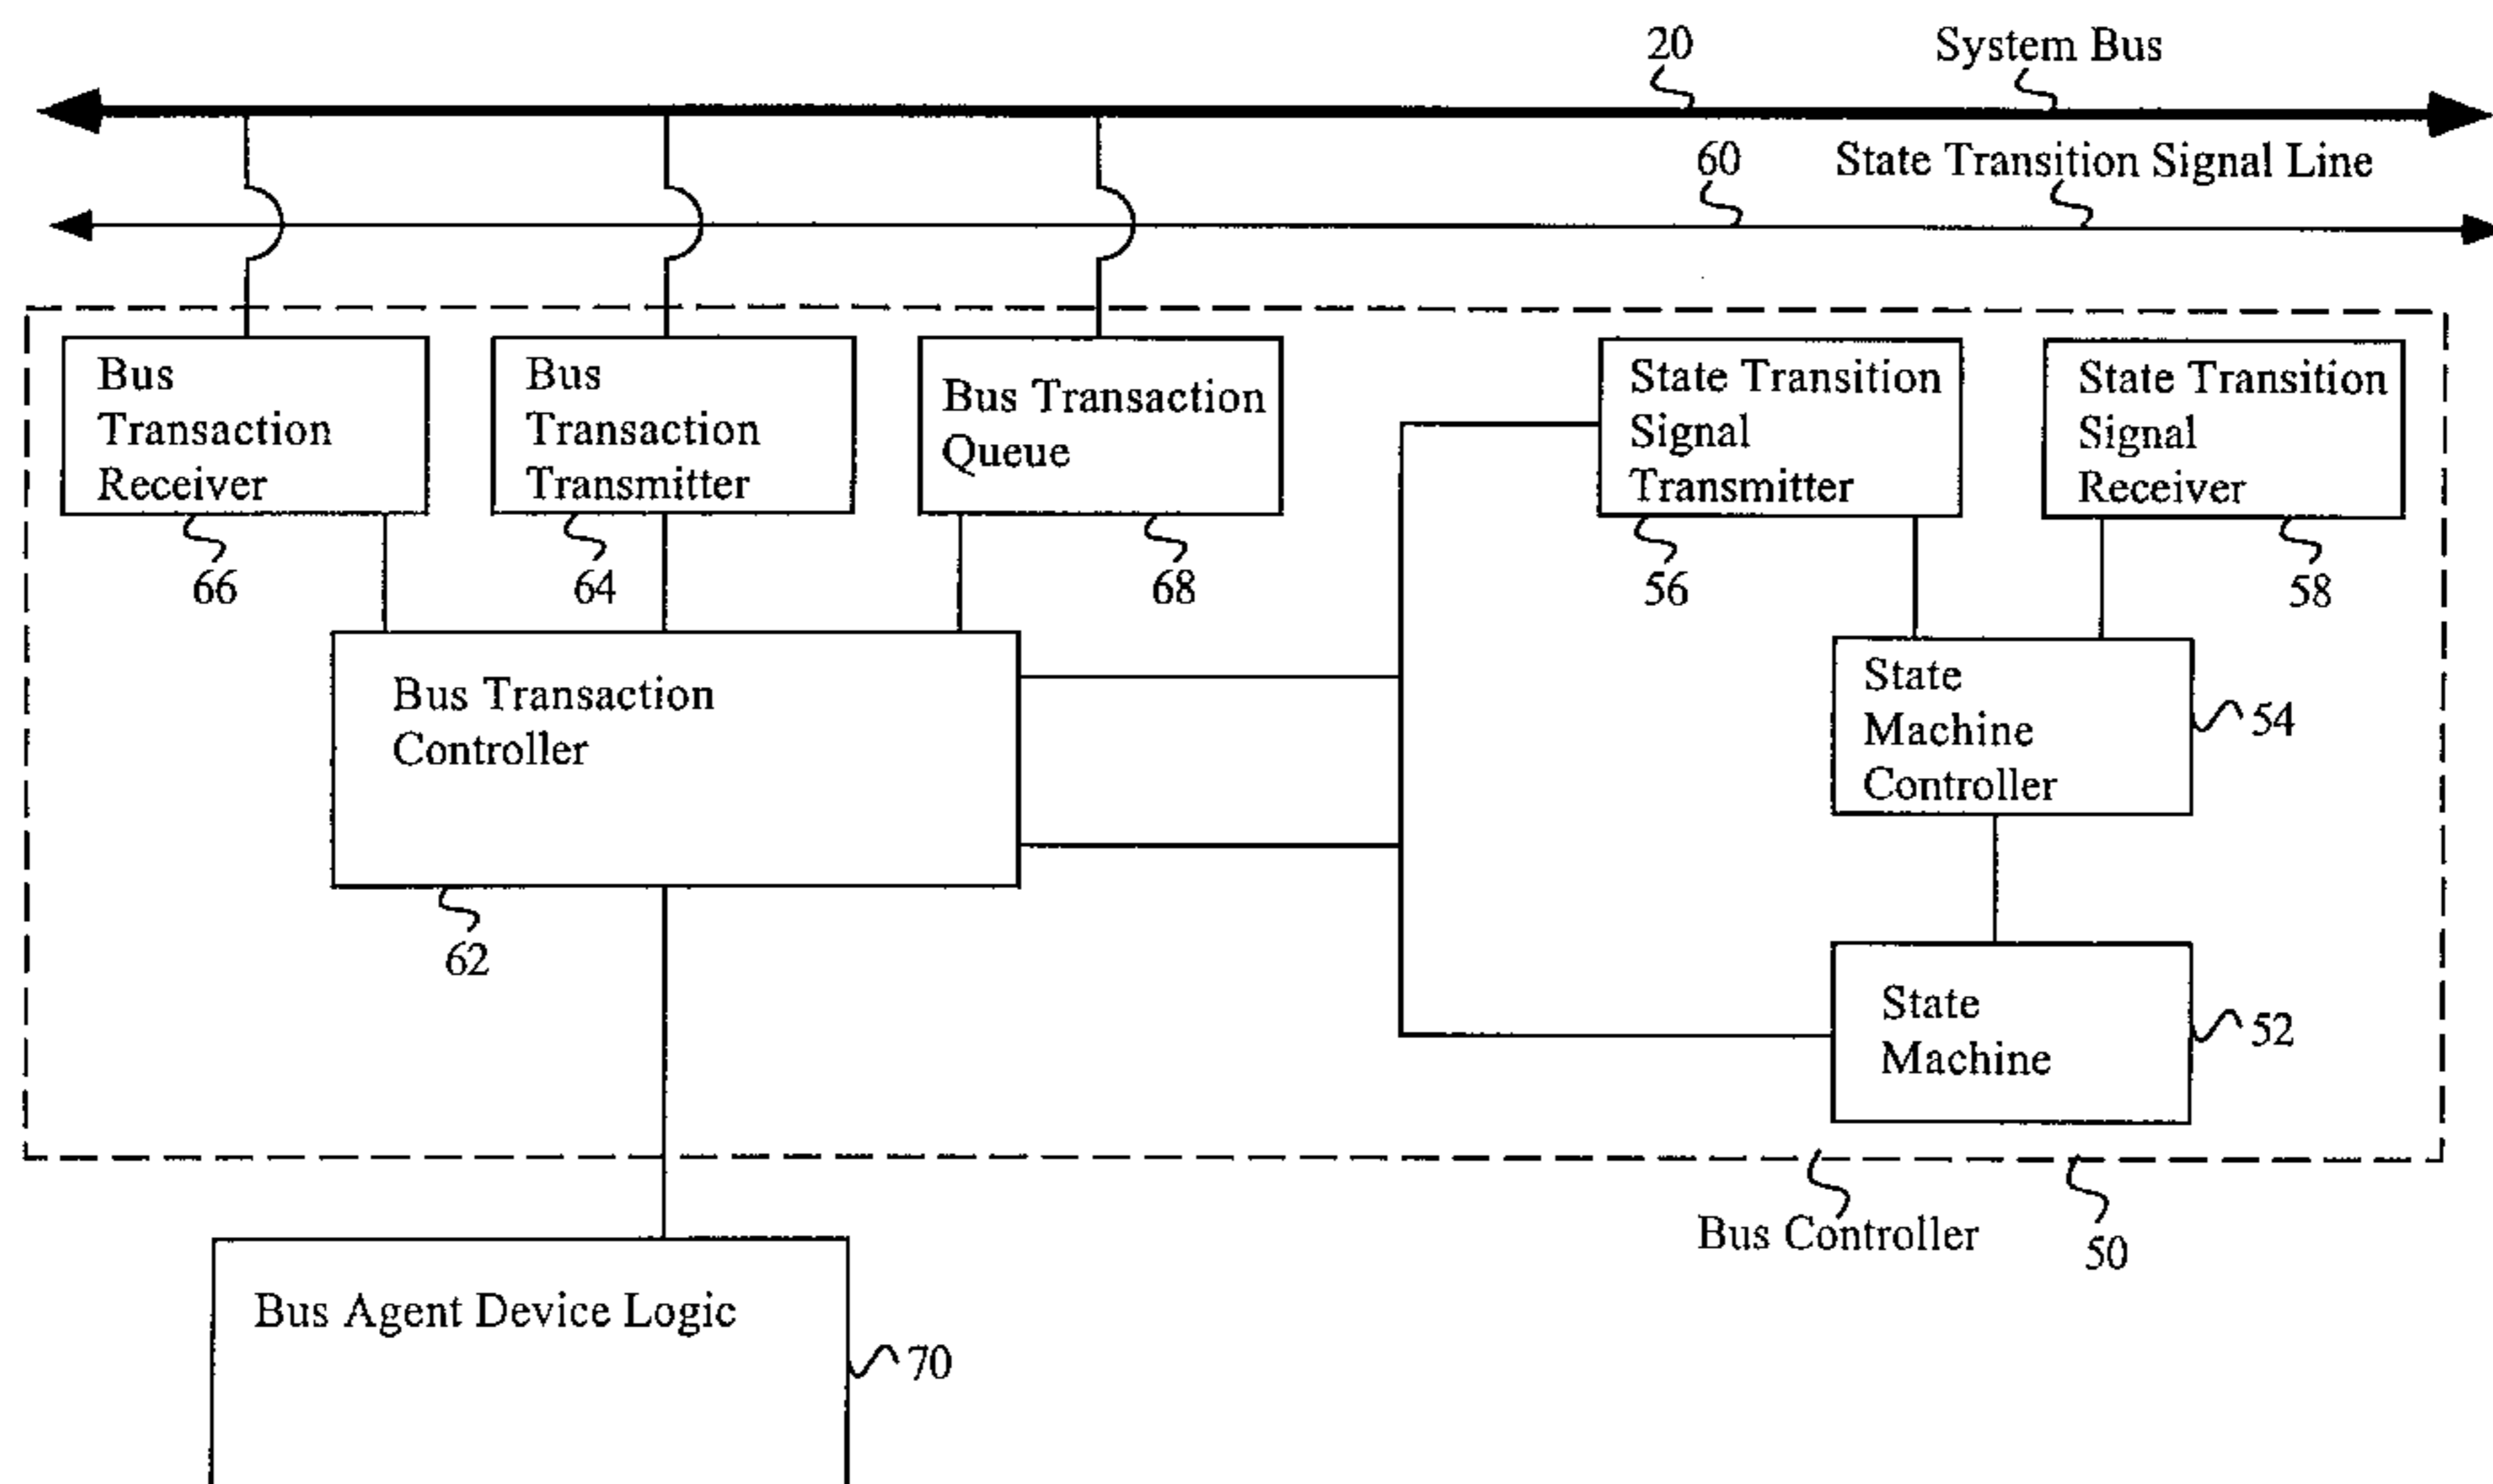 20
System Bus
60
State Transition Signal Line
Bus
Transaction
Receiver
66
Bus
Transaction
Transmitter
64
Bus Transaction
Queue
68
State Transition
Signal
Transmitter
56
State Transition
Signal
Receiver
58
Bus Transaction
Controller
62
State
Machine
Controller
54
State
Machine
52
Bus Controller
50
Bus Agent Device Logic
70